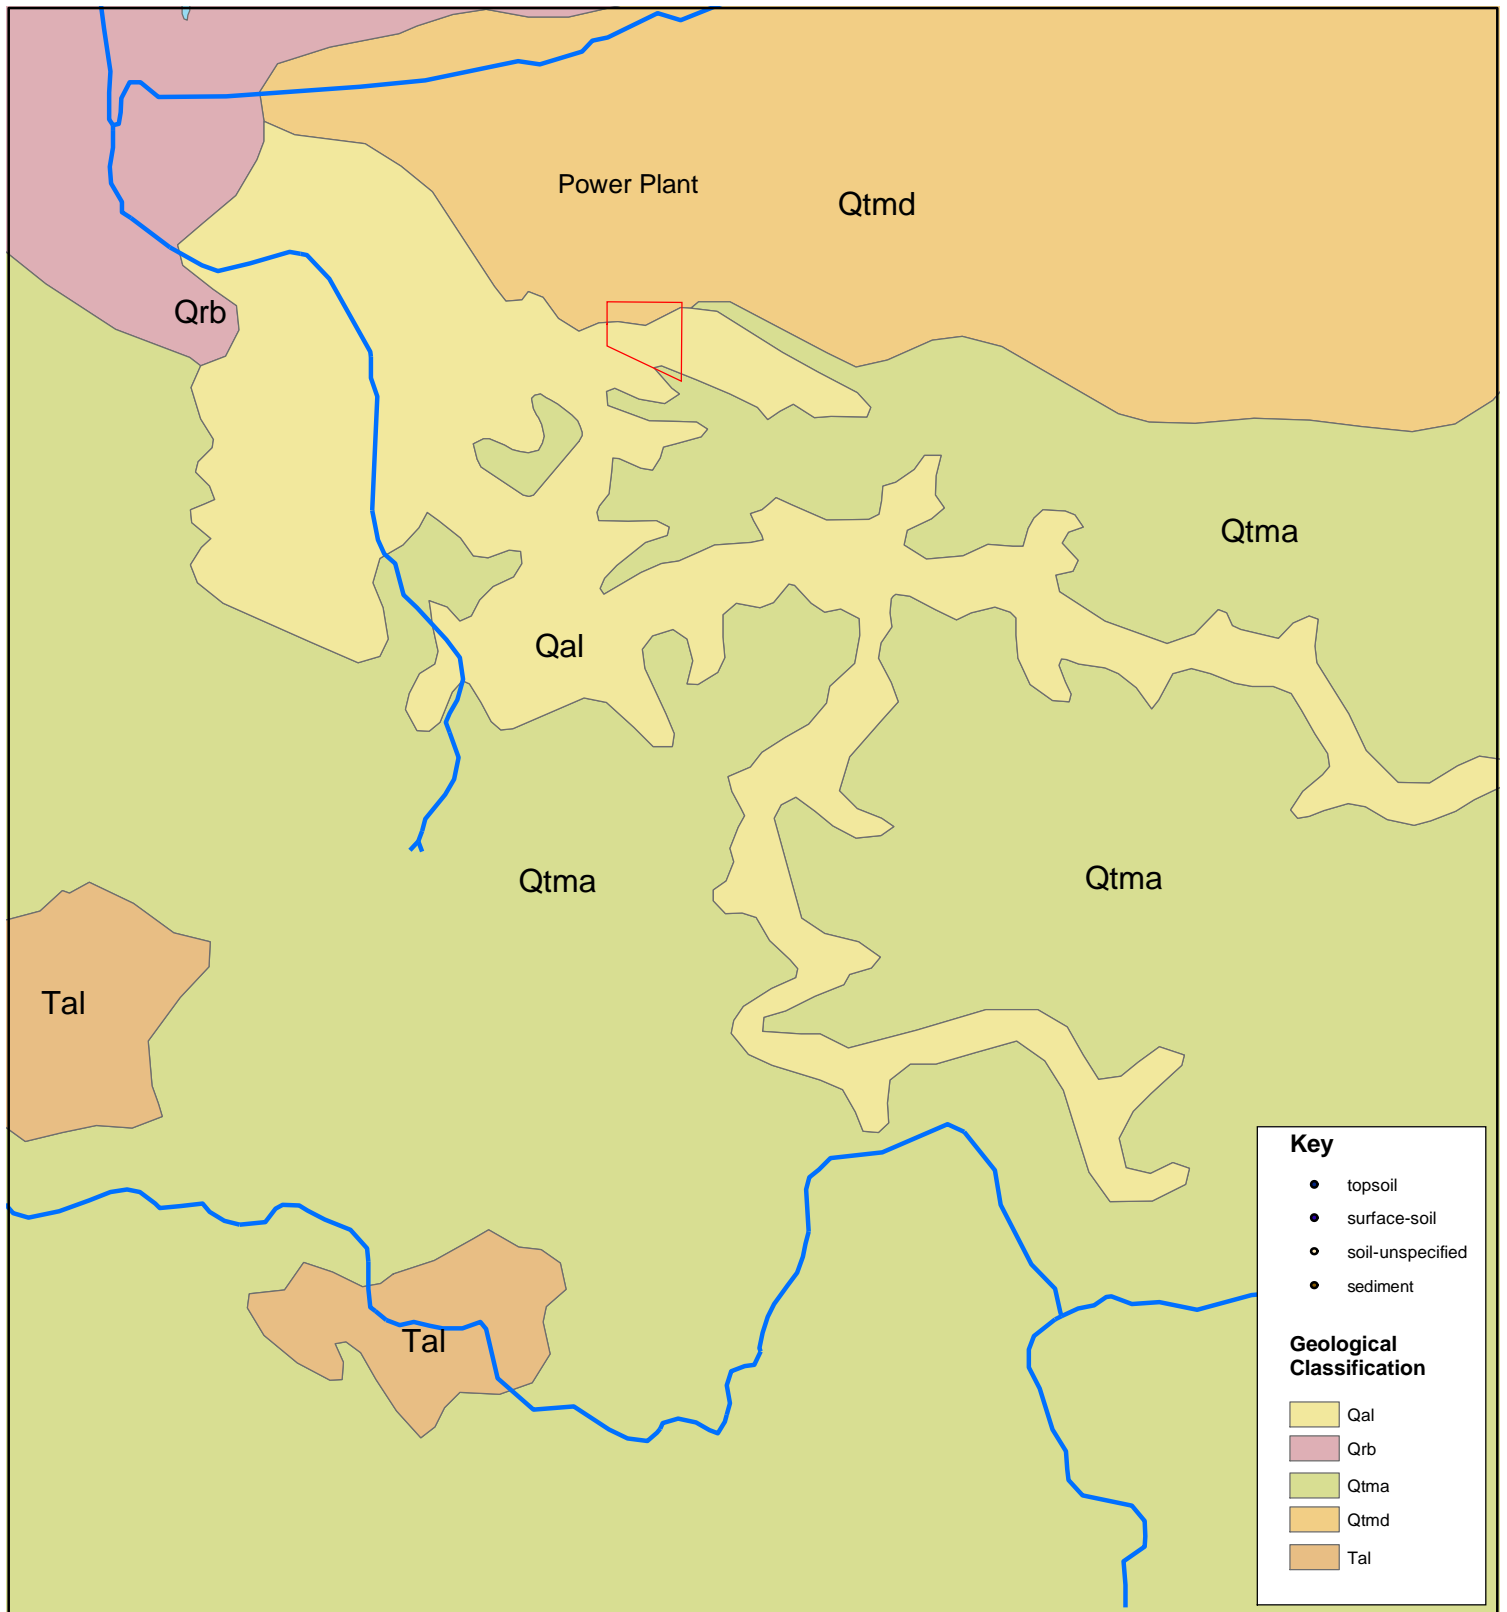 Power Plant
Qtmd
Qrb
Qtma
Qal
Qtma
Qtma
Tal
Tal
Key
topsoil
surface-soil
soil-unspecified
sediment
Geological
Classification
Qal
Qrb
Qtma
Qtmd
Tal